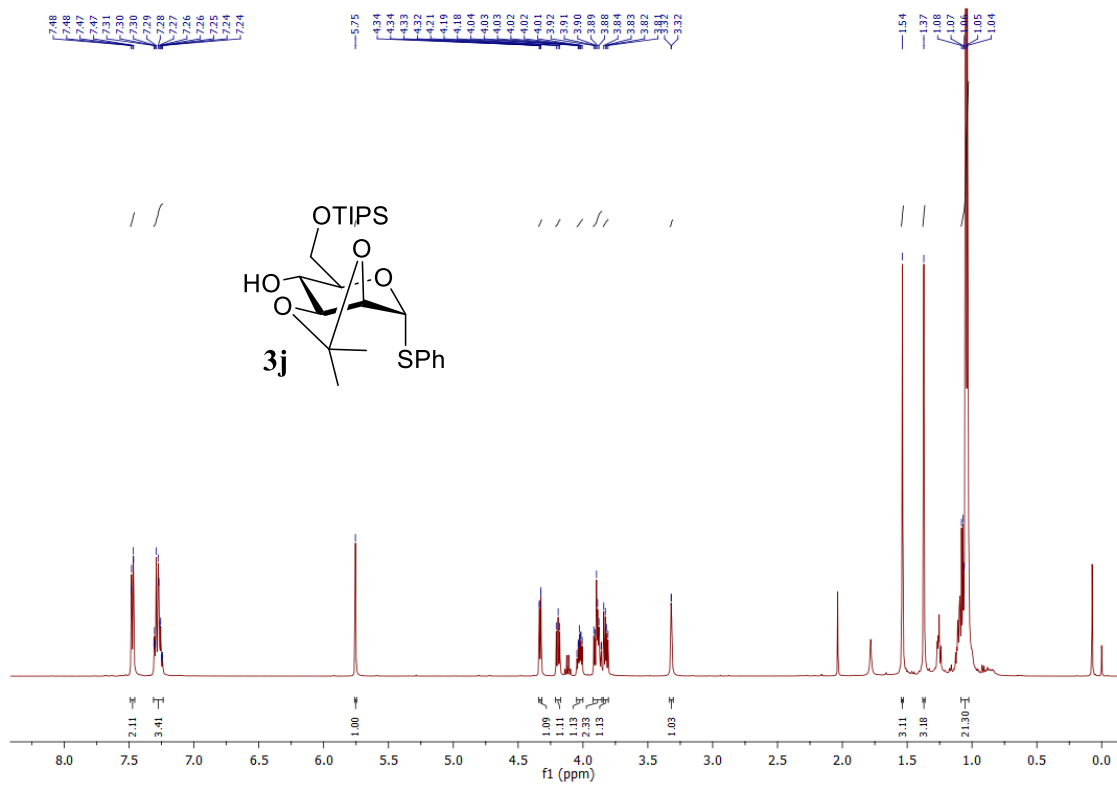 7.48 7.48 7.47 7.47 7.31 7.30 7.30 7.29 7.28 7.27 7.26 7.26 7.25 7.24 7.24 5.75 4.34 4.34 4.33 4.32 4.21 4.19 4.18 4.04 4.03 4.03 4.02 4.02 4.01 3.92 3.91 3.90 3.89 3.88 3.84 3.83 3.82 3.81 3.32 3.32 1.54 1.37 1.08 1.07 1.06 1.05 1.04
OTIPS
O
HO
O
O
SPh
3j
2.11 3.41 1.00 1.09 1.11 1.13 2.33 1.13 1.03 3.11 3.18 21.30
8.0 7.5 7.0 6.5 6.0 5.5 5.0 4.5 4.0 3.5 3.0 2.5 2.0 1.5 1.0 0.5 0.0
f1 (ppm)